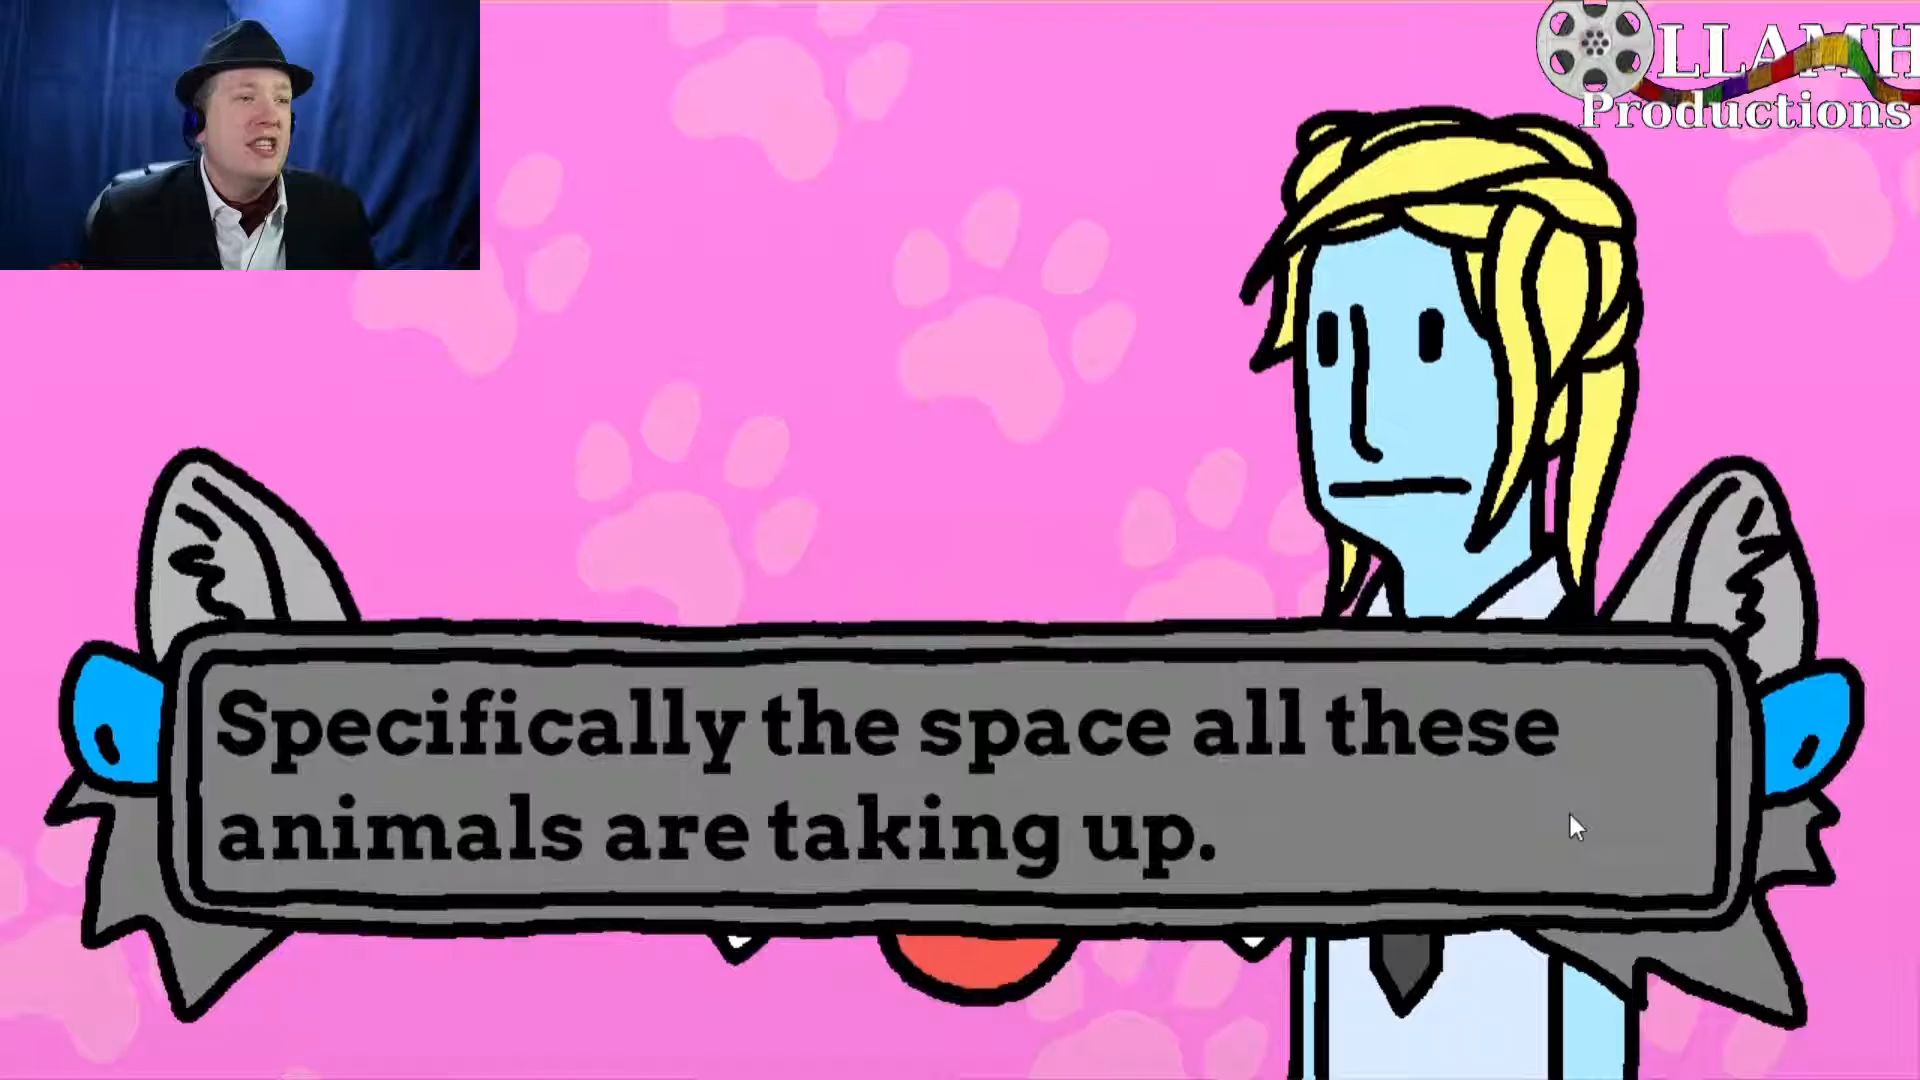 LLAMH
Productions
Specifically the space all these
animals are taking up.